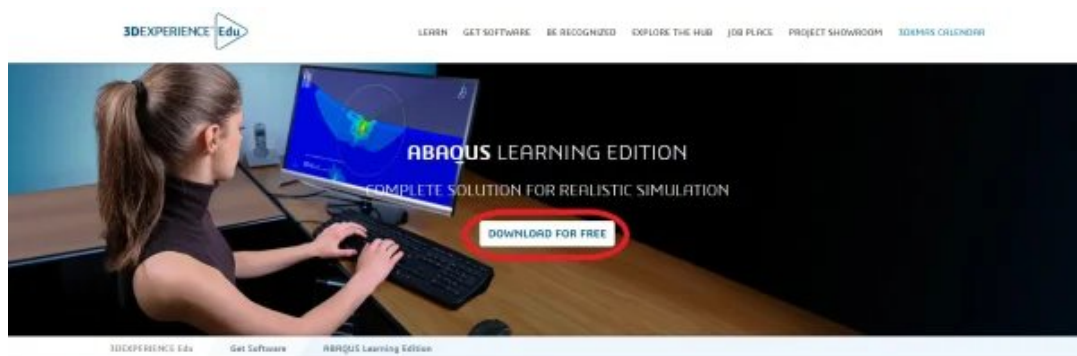 3DEXPERIENCE Edu
LEARN GET SOFTWARE BE RECOGNIZED EXPLORE THE HUB JOB PLACE PROJECT SHOWROOM 3DXMAS CALENDAR
ABAQUS LEARNING EDITION
COMPLETE SOLUTION FOR REALISTIC SIMULATION
DOWNLOAD FOR FREE
3DEXPERIENCE Edu Get Software ABAQUS Learning Edition